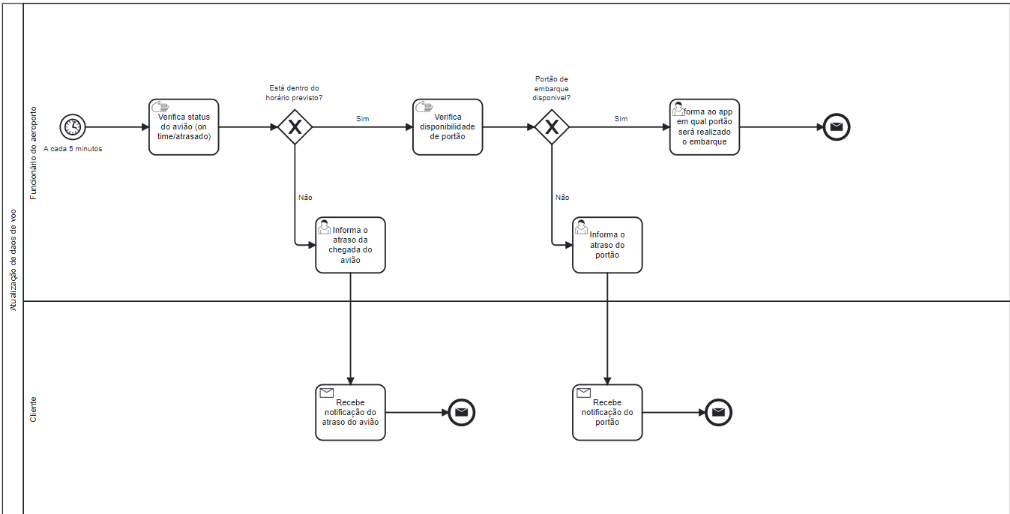 Atualização de daos de voo
Funcionário do aeroporto
A cada 5 minutos
Verifica status
do avião (on
time/atrasado)
Está dentro do
horário previsto?
Sim
Verifica
disponibilidade
de portão
Portão de
embarque
disponivel?
Sim
forma ao app
em qual portão
será realizado
o embarque
Não
Informa o
atraso da
chegada do
avião
Não
Informa o
atraso do
portão
Cliente
Recebe
notificação do
atraso do avião
Recebe
notificação do
portão